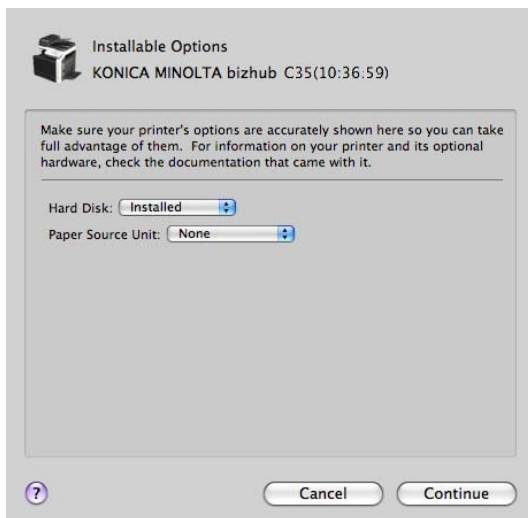 Installable Options
KONICA MINOLTA bizhub C35(10:36:59)
Make sure your printer's options are accurately shown here so you can take
full advantage of them. For information on your printer and its optional
hardware, check the documentation that came with it.
Hard Disk: Installed
Paper Source Unit: None
? Cancel Continue